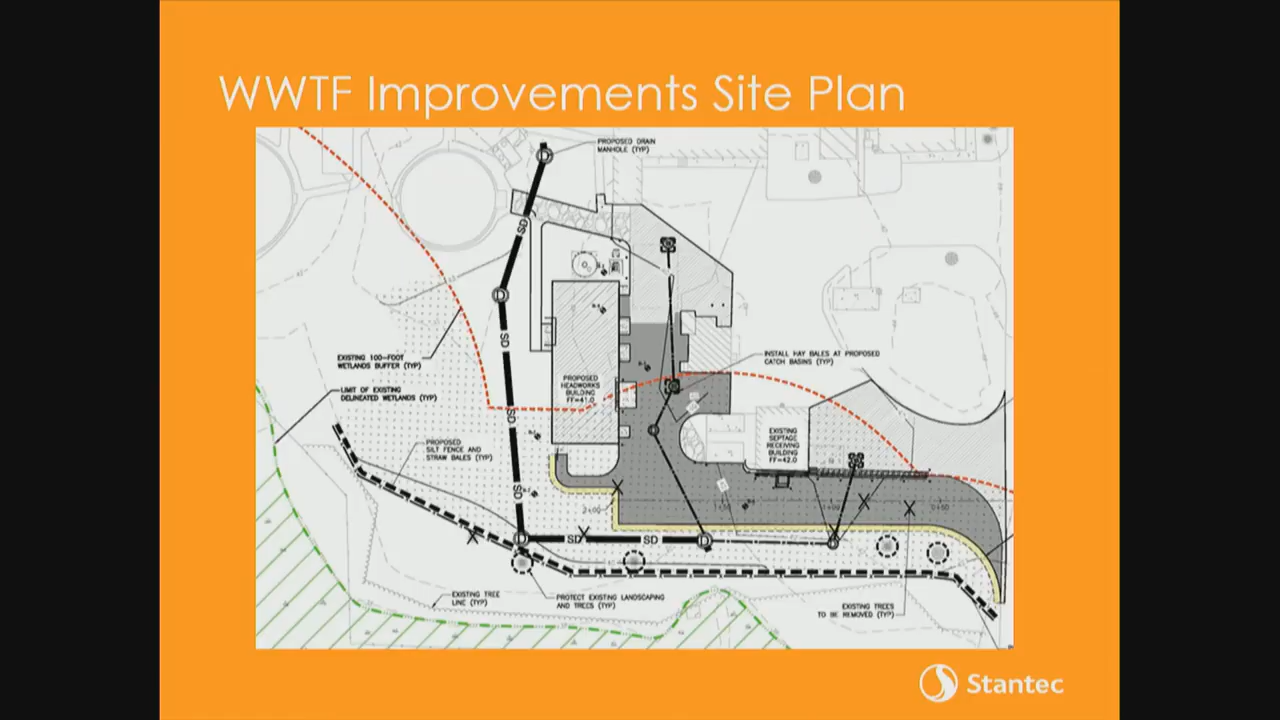 WWTF Improvements Site Plan
PROPOSED DRAIN
MANHOLE (TYP)
SD
EXISTING 100-FOOT
WETLANDS BUFFER (TYP)
SD
INSTALL HAY BALES AT PROPOSED
CATCH BASINS (TYP)
LIMIT OF EXISTING
DELINEATED WETLANDS (TYP)
PROPOSED
HEADWORKS
BUILDING
FF=41.0
SD
EXISTING
SEPTAGE
RECEIVING
BUILDING
FF=42.0
PROPOSED
SILT FENCE AND
STRAW BALES (TYP)
SD
SD
SD
EXISTING TREE
LINE (TYP)
PROTECT EXISTING LANDSCAPING
AND TREES (TYP)
EXISTING TREES
TO BE REMOVED (TYP)
Stantec